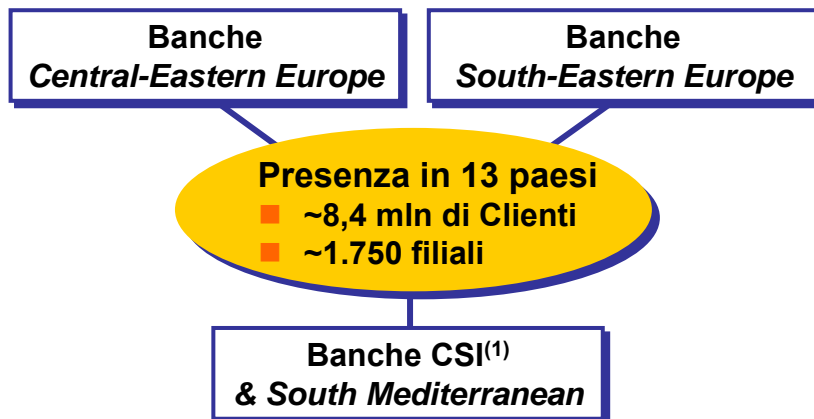 Banche
Central-Eastern Europe
Banche
South-Eastern Europe
Presenza in 13 paesi
~8,4 mln di Clienti
~1.750 filiali
Banche CSI(1)
& South Mediterranean